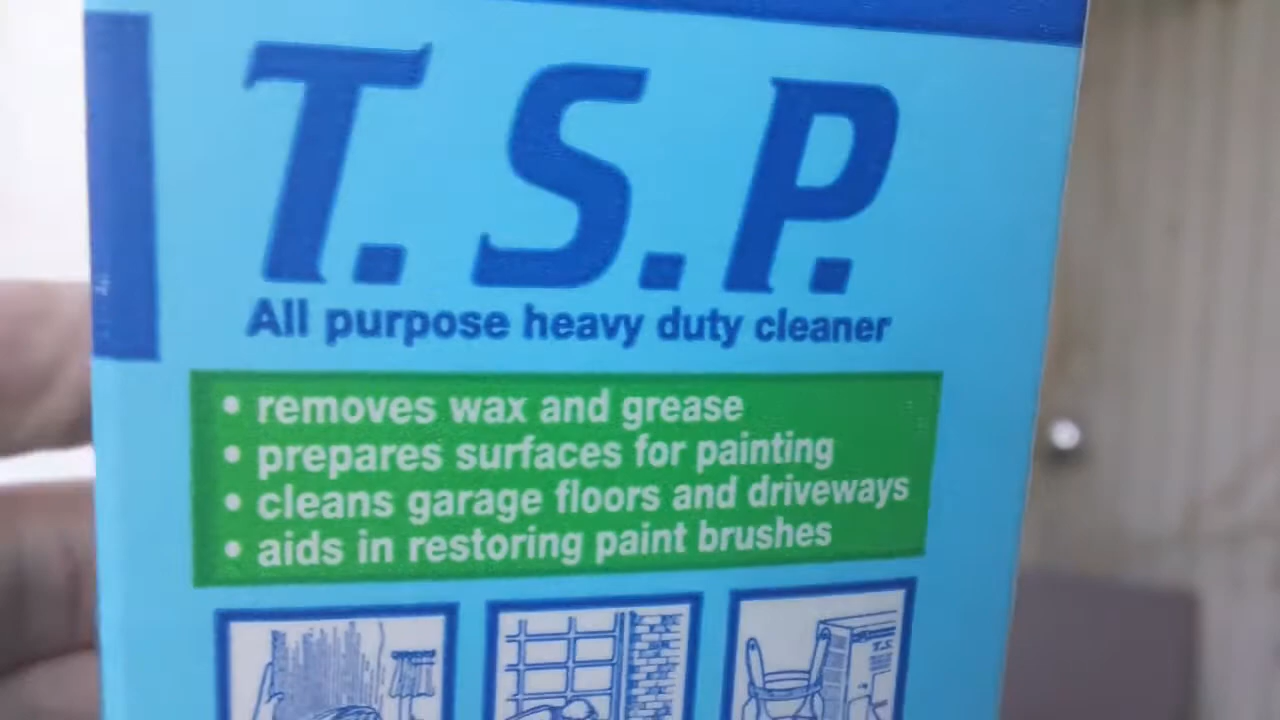 T.S.P.
All purpose heavy duty cleaner
• removes wax and grease
• prepares surfaces for painting
• cleans garage floors and driveways
• aids in restoring paint brushes
T.S.